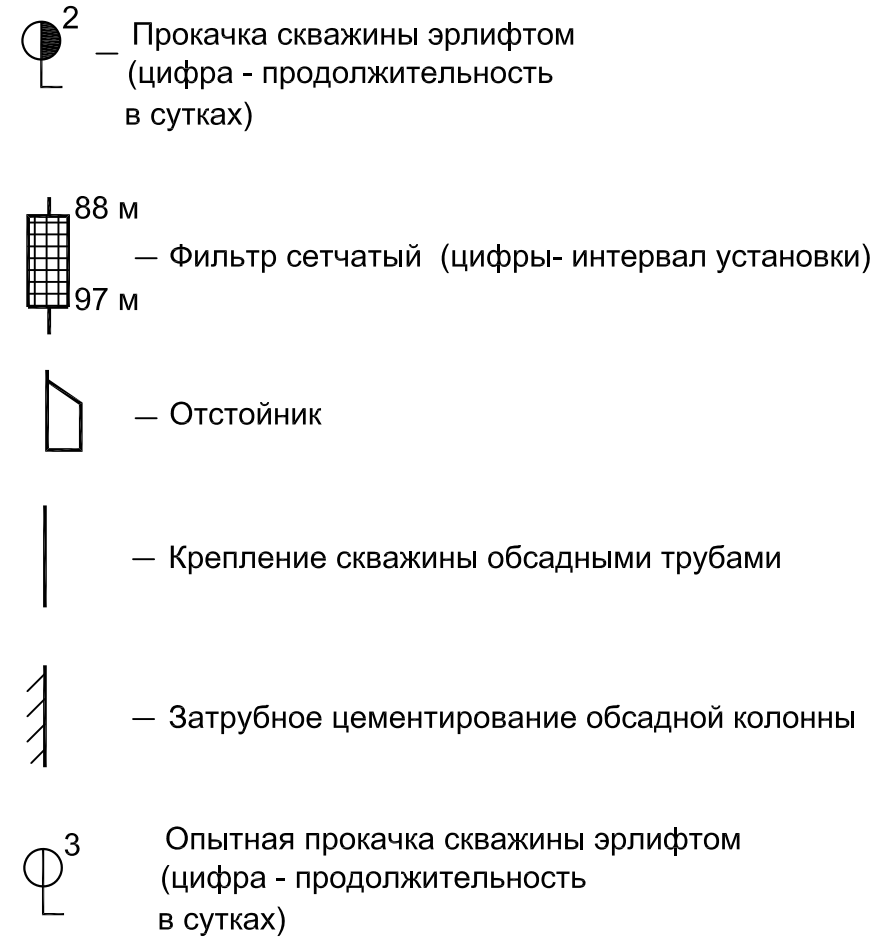 2
— Прокачка скважины эрлифтом
(цифра - продолжительность
в сутках)
88 м
— Фильтр сетчатый (цифры- интервал установки)
97 м
— Отстойник
— Крепление скважины обсадными трубами
— Затрубное цементирование обсадной колонны
3
Опытная прокачка скважины эрлифтом
(цифра - продолжительность
в сутках)